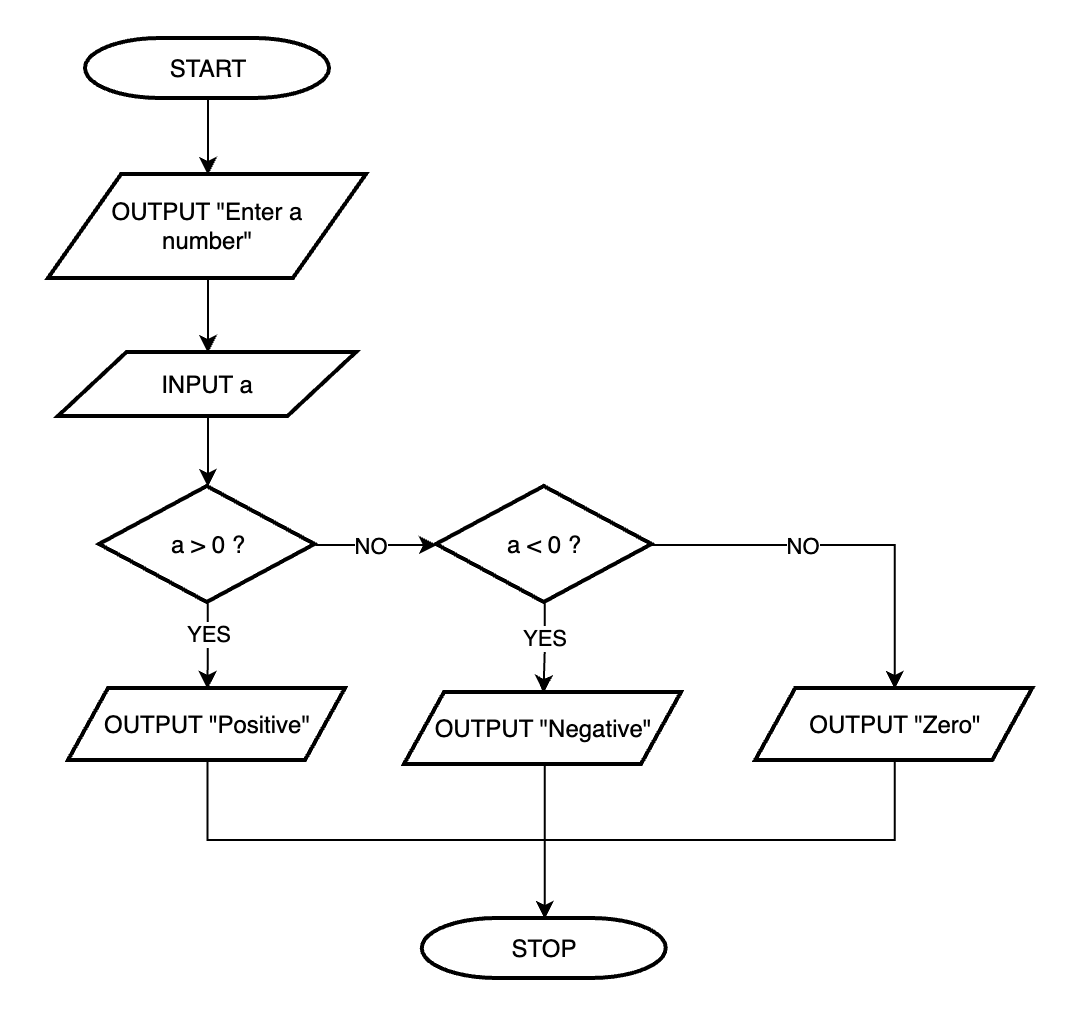 START
OUTPUT "Enter a
number"
INPUT a
a > 0 ?
NO
a < 0 ?
NO
YES
YES
OUTPUT "Positive"
OUTPUT "Negative"
OUTPUT "Zero"
STOP